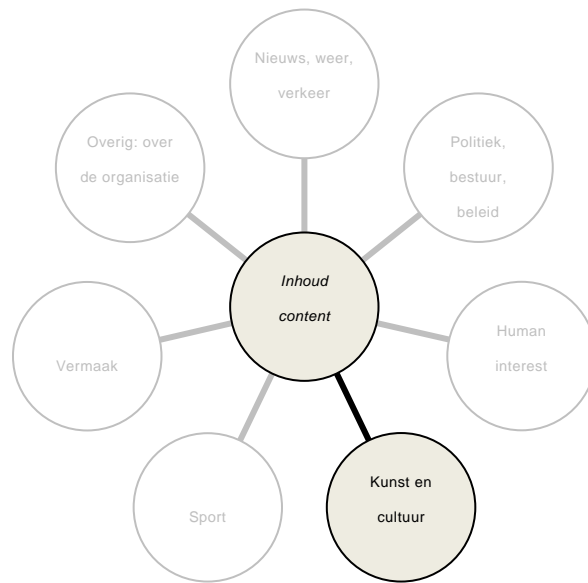 Nieuws, weer,
verkeer
Overig: over
de organisatie
Politiek,
bestuur,
beleid
Inhoud
content
Vermaak
Human
interest
Sport
Kunst en
cultuur